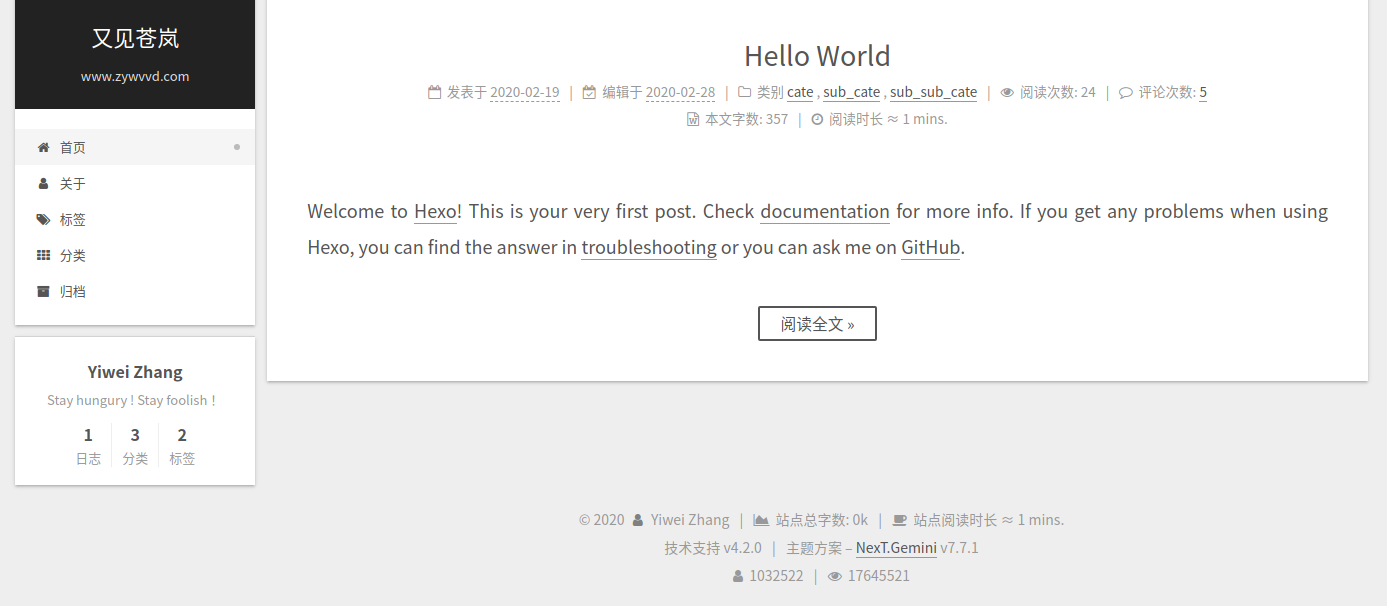 又见苍岚
www.zywvvd.com
首页
关于
标签
分类
归档
Yiwei Zhang
Stay hungury ! Stay foolish !
1 3 2
日志 分类 标签
Hello World
发表于 2020-02-19 | 编辑于 2020-02-28 | 类别 cate , sub_cate , sub_sub_cate | 阅读次数: 24 | 评论次数: 5
本文字数: 357 | 阅读时长 ≈ 1 mins.
Welcome to Hexo! This is your very first post. Check documentation for more info. If you get any problems when using
Hexo, you can find the answer in troubleshooting or you can ask me on GitHub.
阅读全文 »
© 2020 Yiwei Zhang | 站点总字数: 0k | 站点阅读时长 ≈ 1 mins.
技术支持 v4.2.0 | 主题方案 – NexT.Gemini v7.7.1
1032522 | 17645521